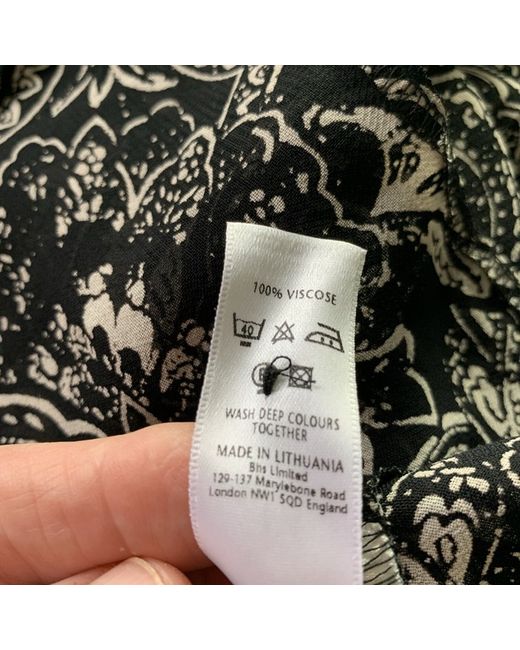 100% VISCOSE
40
WASH DEEP COLOURS
TOGETHER
MADE IN LITHUANIA
Bhs Limited
129-137 Marylebone Road
London NW1 5QD England